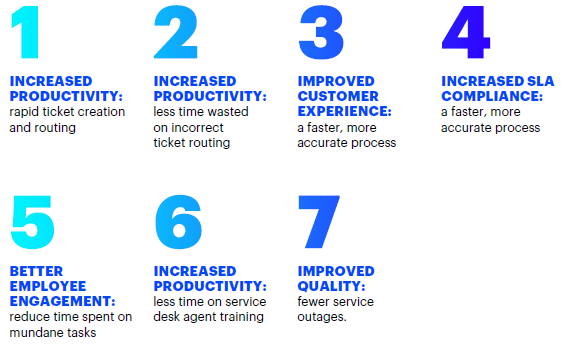 1
INCREASED
PRODUCTIVITY:
rapid ticket creation
and routing
2
INCREASED
PRODUCTIVITY:
less time wasted
on incorrect
ticket routing
3
IMPROVED
CUSTOMER
EXPERIENCE:
a faster, more
accurate process
4
INCREASED SLA
COMPLIANCE:
a faster, more
accurate process
5
BETTER
EMPLOYEE
ENGAGEMENT:
reduce time spent on
mundane tasks
6
INCREASED
PRODUCTIVITY:
less time on service
desk agent training
7
IMPROVED
QUALITY:
fewer service
outages.